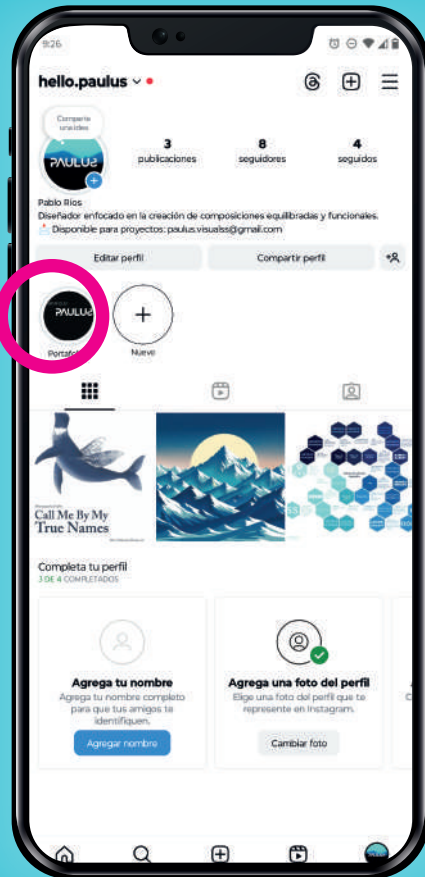 9:26
hello.paulus
Comparte
una idea
PAULUS
3
8
4
publicaciones
seguidores
seguidos
Pablo Rios
Diseñador enfocado en la creación de composiciones equilibradas y funcionales.
Disponible para proyectos: paulus.visualss@gmail.com
Editar perfil
Compartir perfil
PAULUS
Nuevo
Call Me By My
True Names
Completa tu perfil
3 DE 4 COMPLETADOS
Agrega tu nombre
Agrega tu nombre completo
para que tus amigos te
identifiquen.
Agregar nombre
Agrega una foto del perfil
Elige una foto del perfil que te
represente en Instagram.
Cambiar foto